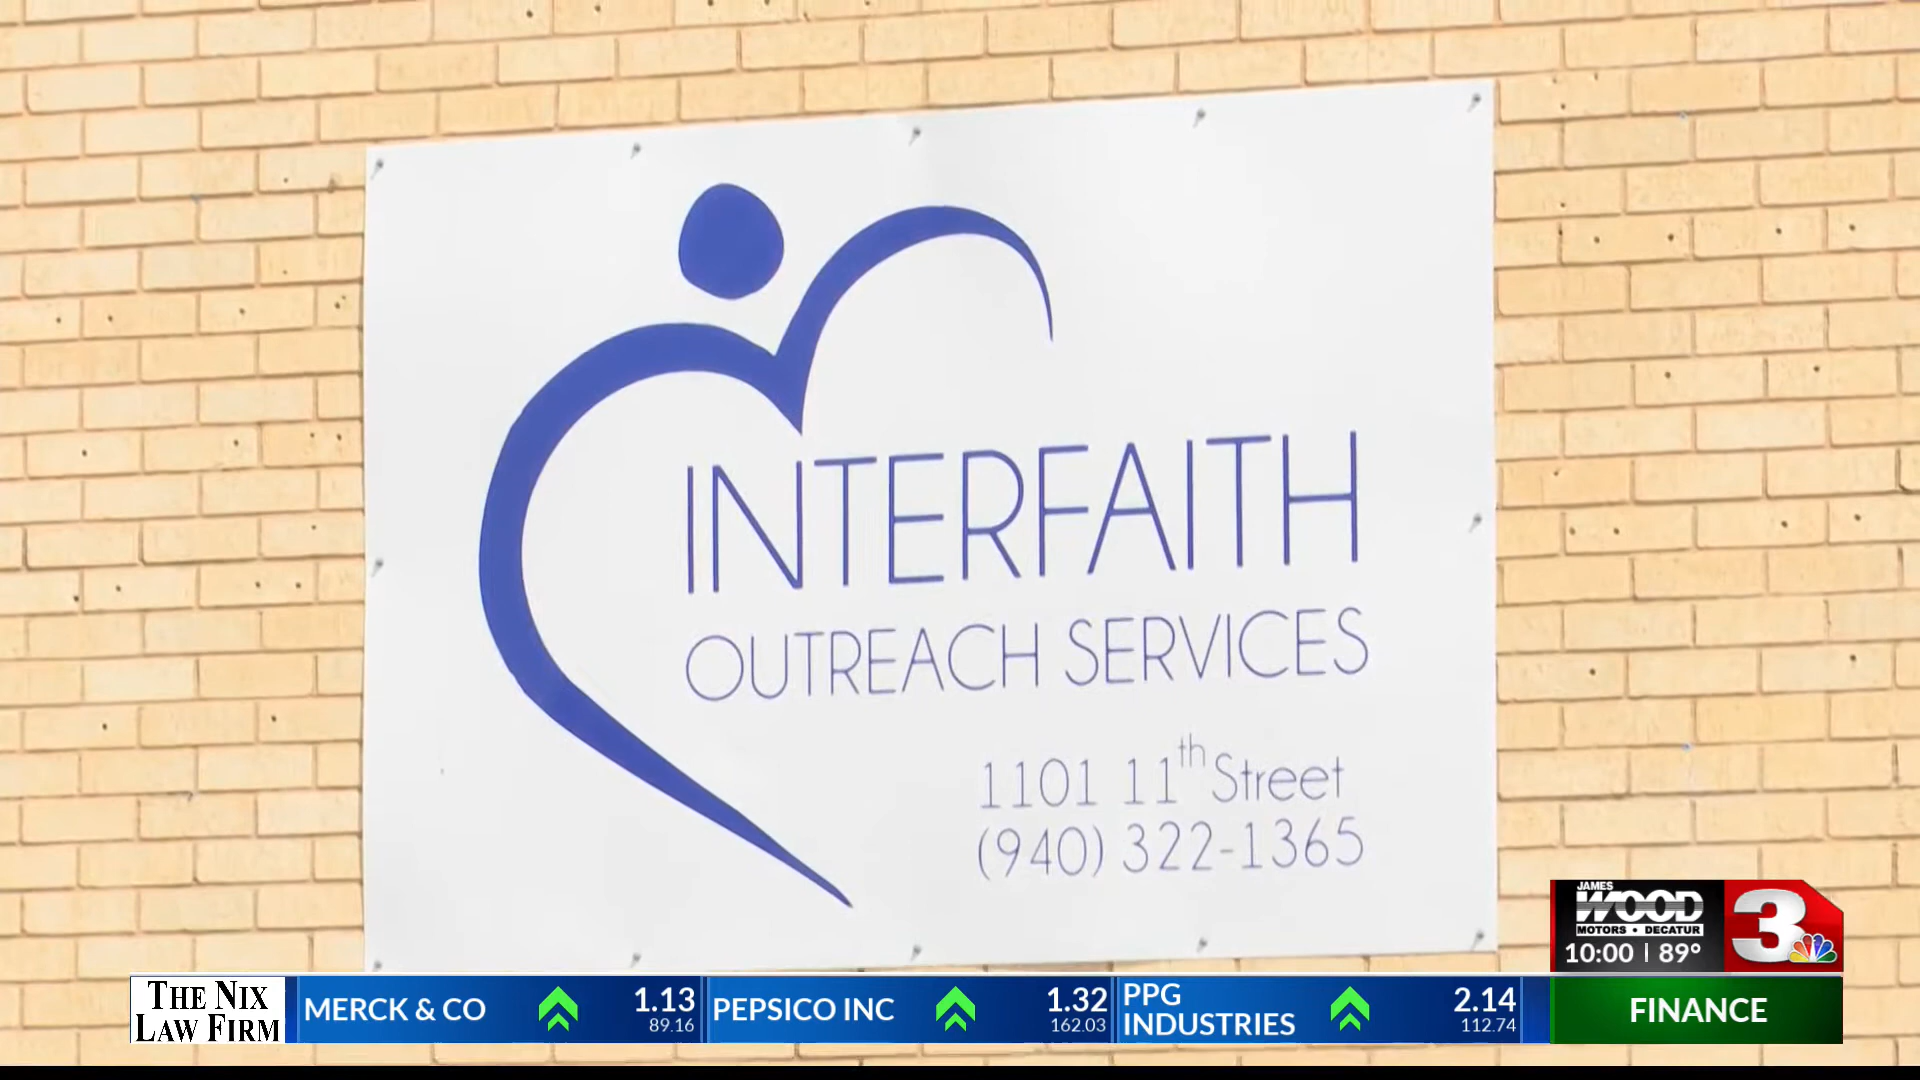 INTERFAITH
OUTREACH SERVICES
1101 11th Street
(940) 322-1365
JAMES
WOOD
MOTORS • DECATUR
10:00 | 89°
3
THE NIX
LAW FIRM
MERCK & CO
1.13
89.16
PEPSICO INC
1.32
162.03
PPG
INDUSTRIES
2.14
112.74
FINANCE